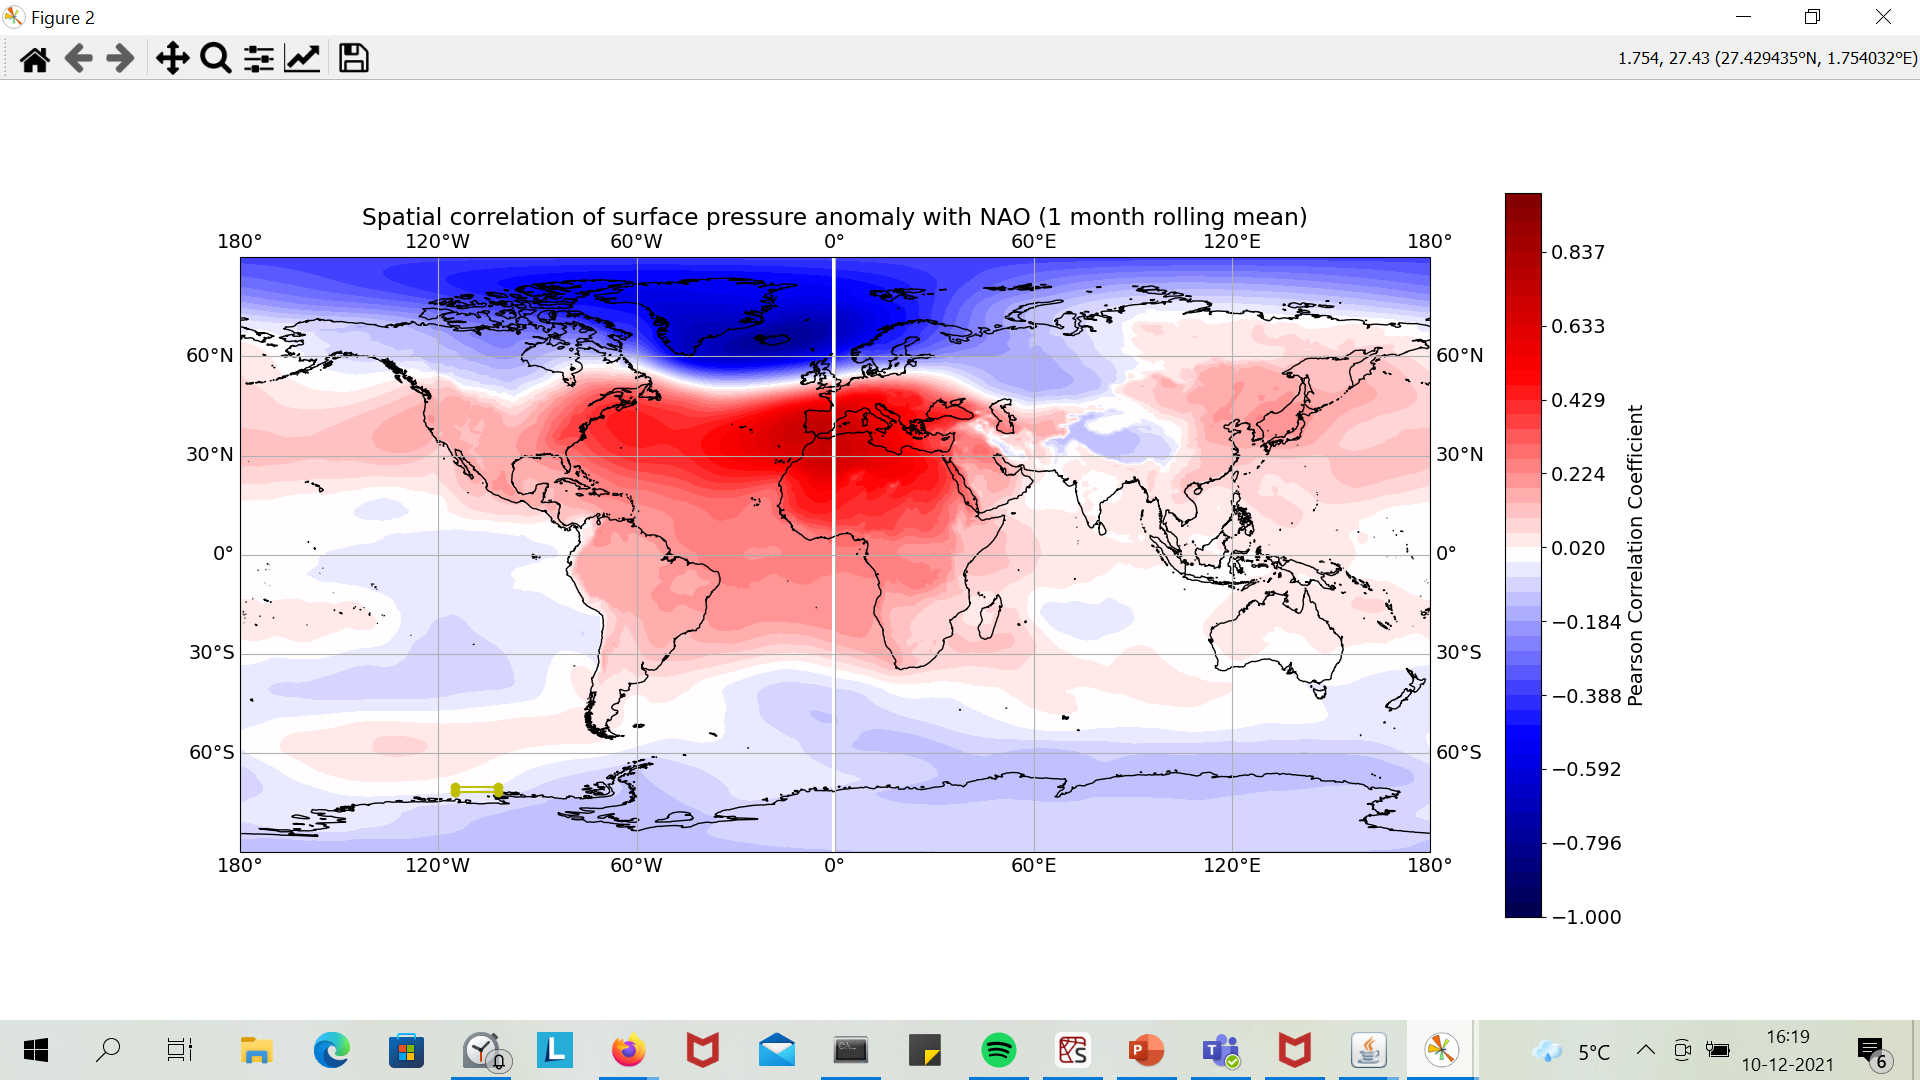 Figure 2
1.754, 27.43 (27.429435°N, 1.754032°E)
Spatial correlation of surface pressure anomaly with NAO (1 month rolling mean)
180° 120°W 60°W 0° 60°E 120°E 180°
60°N 60°N
30°N 30°N
0° 0°
30°S 30°S
60°S 60°S
180° 120°W 60°W 0° 60°E 120°E 180°
0.837
0.633
0.429
0.224
0.020
−0.184
−0.388
−0.592
−0.796
−1.000
Pearson Correlation Coefficient
5°C
16:19
10-12-2021
6